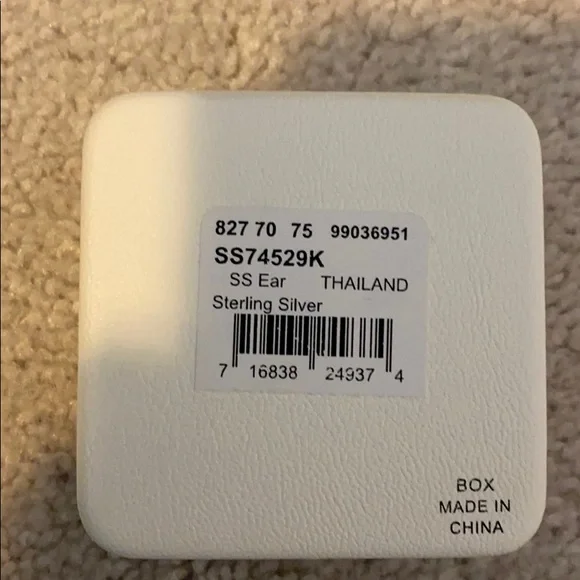 827 70 75 99036951
SS74529K
SS Ear THAILAND
Sterling Silver
7 16838 24937 4
BOX
MADE IN
CHINA